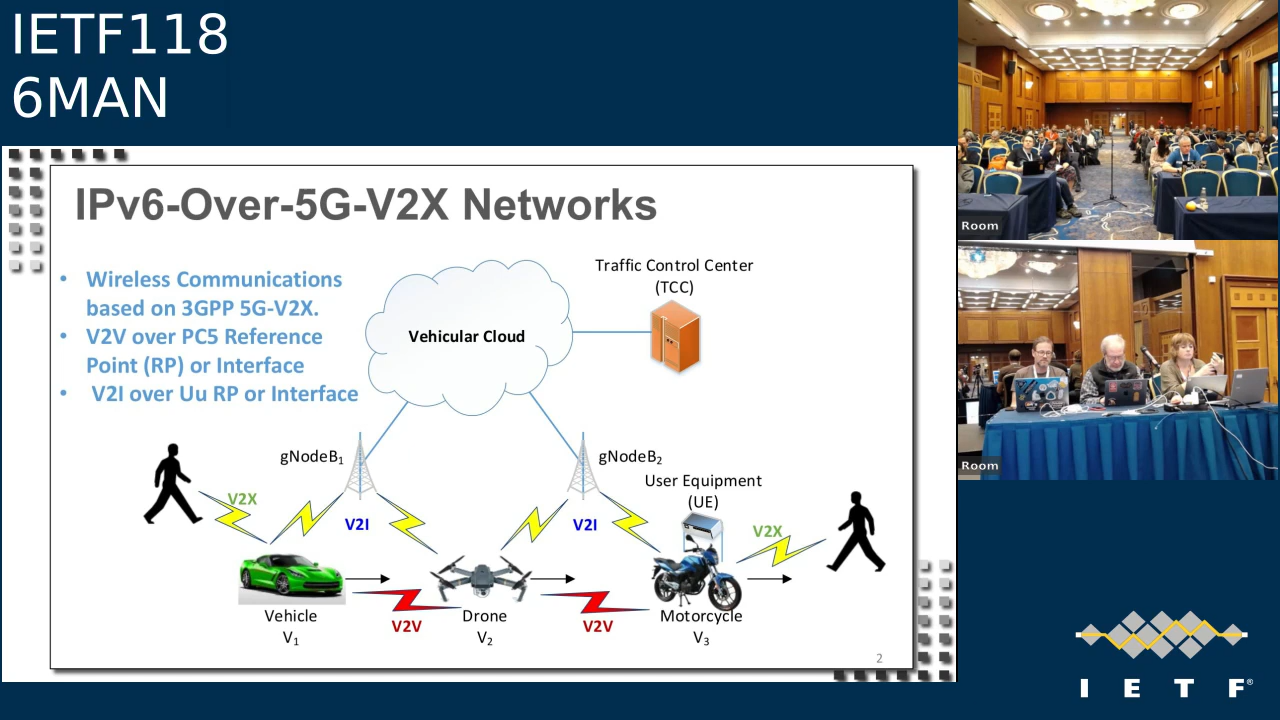 IETF118
6MAN
IPv6-Over-5G-V2X Networks
• Wireless Communications
based on 3GPP 5G-V2X.
• V2V over PC5 Reference
Point (RP) or Interface
• V2I over Uu RP or Interface
Vehicular Cloud
Traffic Control Center
(TCC)
gNodeB1
gNodeB2
User Equipment
(UE)
V2X
V2I
V2I
V2X
Vehicle
V1
V2V
Drone
V2
V2V
Motorcycle
V3
2
Room
Room
I E T F®